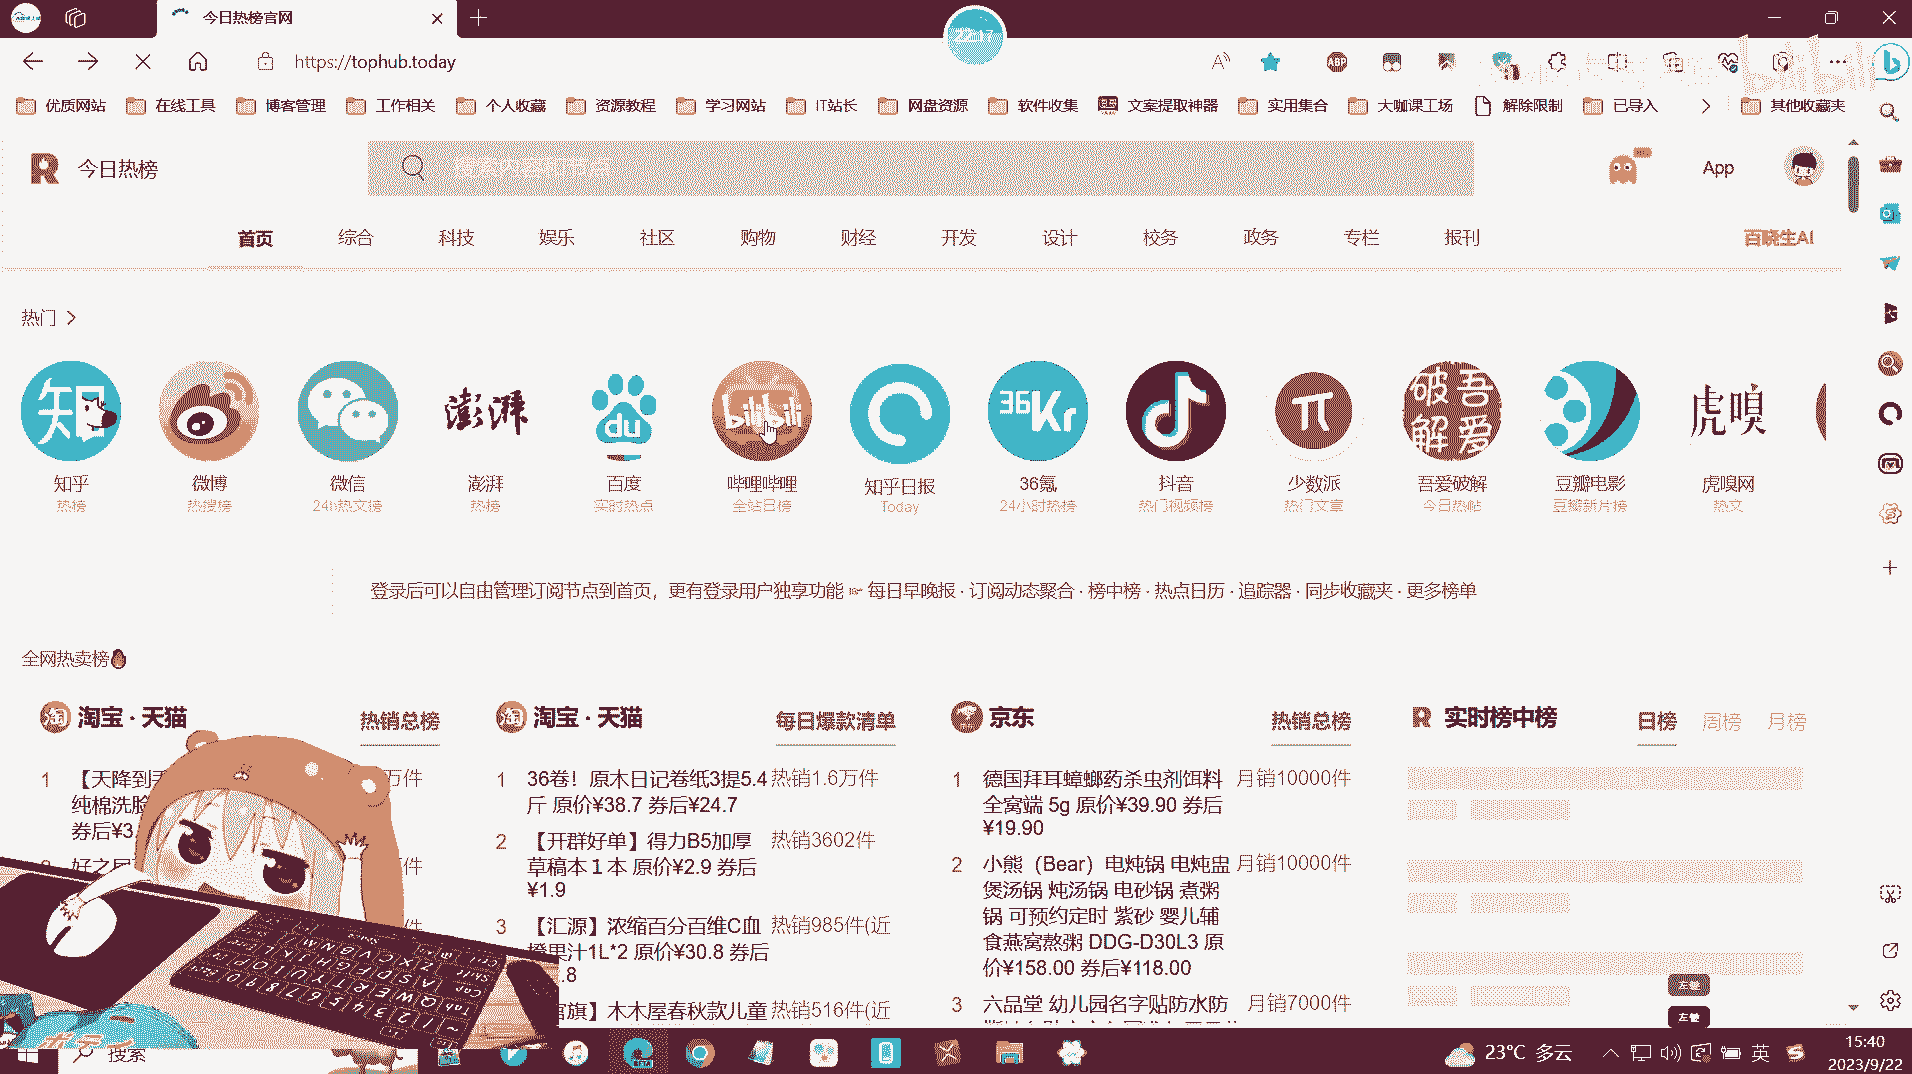 今日热榜官网
22:17
https://tophub.today
bilibili
优质网站 在线工具 博客管理 工作相关 个人收藏 资源教程 学习网站 IT站长 网盘资源 软件收集 文案提取神器 实用集合 大咖课工场 解除限制 已导入 其他收藏夹
今日热榜
App
首页 综合 科技 娱乐 社区 购物 财经 开发 设计 校务 政务 专栏 报刊 百晓生AI
热门
知乎 微博 微信 澎湃 百度 哔哩哔哩 知乎日报 36氪 抖音 少数派 吾爱破解 豆瓣电影 虎嗅网
热榜 热搜榜 24h热文榜 热榜 实时热点 全站日榜 Today 24小时热榜 热门视频榜 热门文章 今日热帖 豆瓣新片榜 热文
登录后可以自由管理订阅节点到首页，更有登录用户独享功能 ☞ 每日早晚报 · 订阅动态聚合 · 榜中榜 · 热点日历 · 追踪器 · 同步收藏夹 · 更多榜单
全网热卖榜
淘宝 · 天猫 热销总榜
1 【天降到
纯棉洗脸
券后¥3.
万件
淘宝 · 天猫 每日爆款清单
1 36卷！原木日记卷纸3提5.4 热销1.6万件
斤 原价¥38.7 券后¥24.7
2 【开群好单】得力B5加厚 热销3602件
草稿本１本 原价¥2.9 券后
¥1.9
3 【汇源】浓缩百分百维C血 热销985件(近
橙果汁1L*2 原价¥30.8 券后
.8
官旗】木木屋春秋款儿童 热销516件(近
京东 热销总榜
1 德国拜耳蟑螂药杀虫剂饵料 月销10000件
全窝端 5g 原价¥39.90 券后
¥19.90
2 小熊（Bear）电炖锅 电炖盅 月销10000件
煲汤锅 炖汤锅 电砂锅 煮粥
锅 可预约定时 紫砂 婴儿辅
食燕窝熬粥 DDG-D30L3 原
价¥158.00 券后¥118.00
3 六品堂 幼儿园名字贴防水防 月销7000件
实时榜中榜 日榜 周榜 月榜
左键
左键
搜索
23°C 多云
英
15:40
2023/9/22